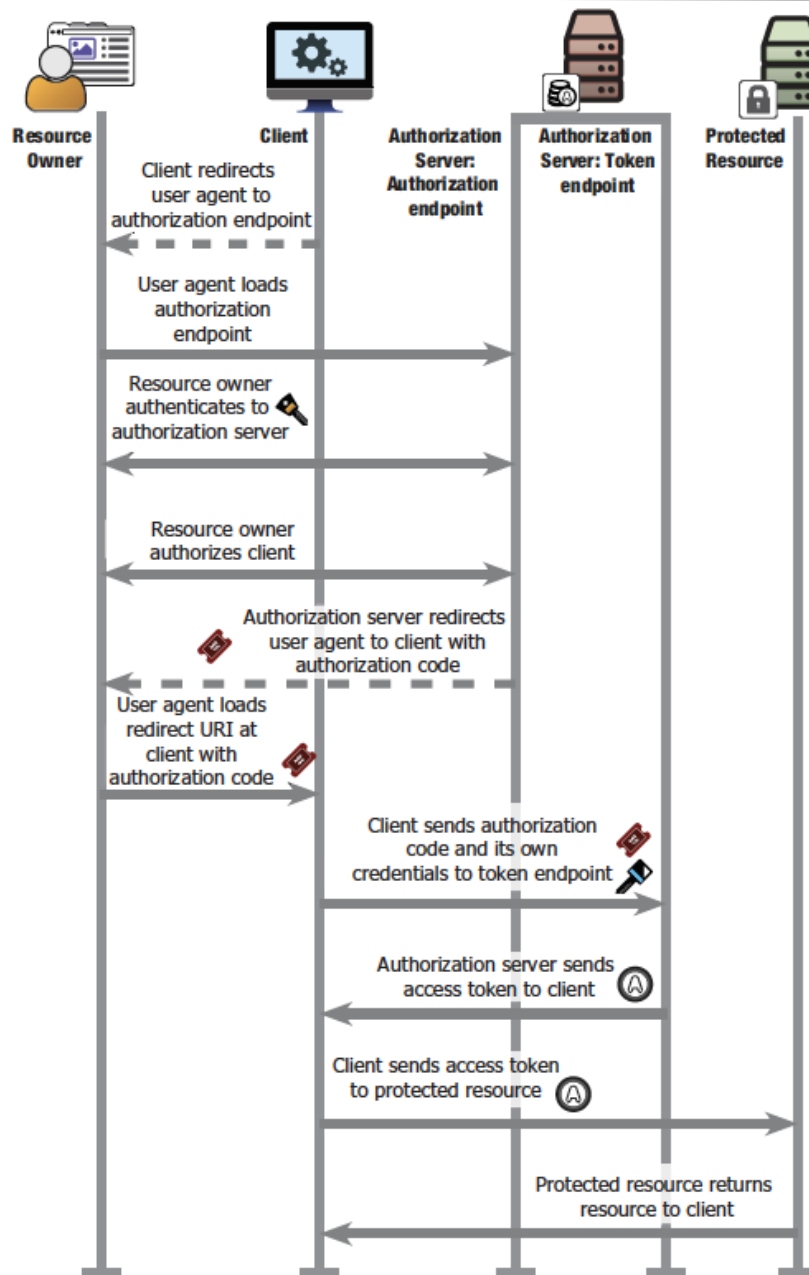 Resource
Owner
Client
Authorization
Server:
Authorization
endpoint
Authorization
Server: Token
endpoint
Protected
Resource
Client redirects
user agent to
authorization endpoint
User agent loads
authorization
endpoint
Resource owner
authenticates to
authorization server
Resource owner
authorizes client
Authorization server redirects
user agent to client with
authorization code
User agent loads
redirect URI at
client with
authorization code
Client sends authorization
code and its own
credentials to token endpoint
Authorization server sends
access token to client
Client sends access token
to protected resource
Protected resource returns
resource to client